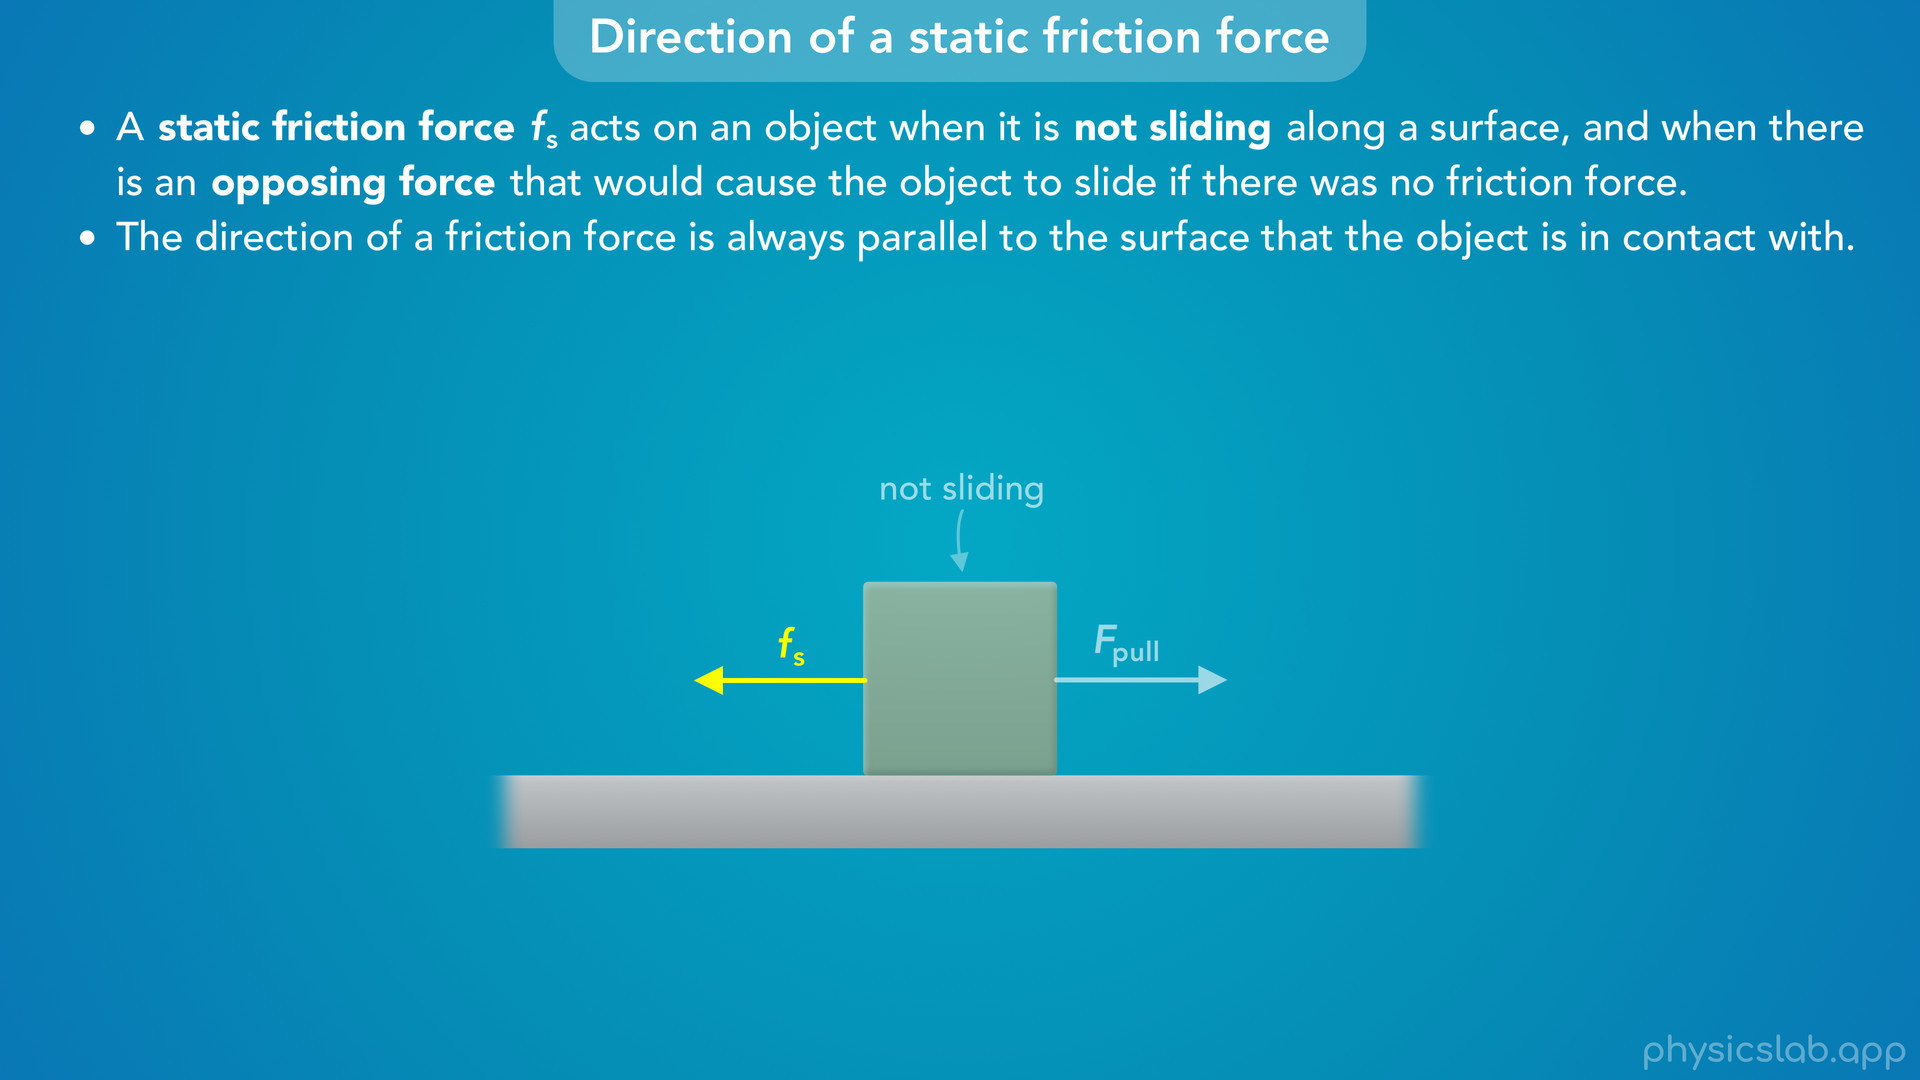 Direction of a static friction force
• A static friction force fs acts on an object when it is not sliding along a surface, and when there
is an opposing force that would cause the object to slide if there was no friction force.
• The direction of a friction force is always parallel to the surface that the object is in contact with.
not sliding
fs
Fpull
physicslab.app